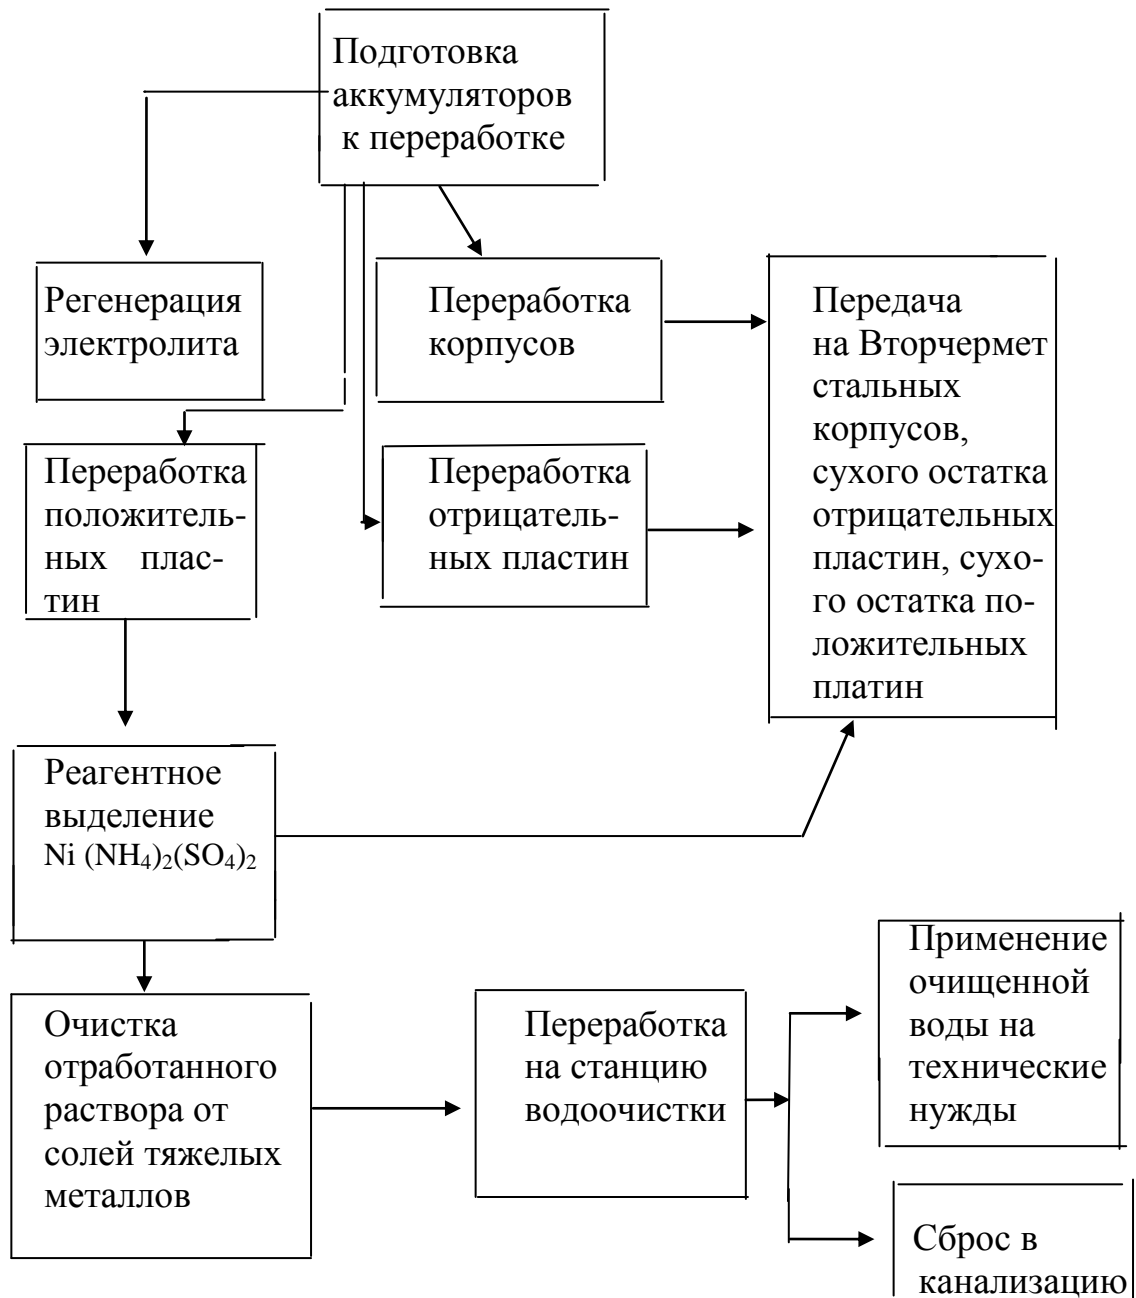 Подготовка
аккумуляторов
к переработке
Регенерация
электролита
Переработка
корпусов
Передача
на Вторчермет
стальных
корпусов,
сухого остатка
отрицательных
пластин, сухо-
го остатка по-
ложительных
платин
Переработка
положитель-
ных плас-
тин
Переработка
отрицатель-
ных пластин
Реагентное
выделение
Ni (NH₄)₂(SO₄)₂
Очистка
отработанного
раствора от
солей тяжелых
металлов
Переработка
на станцию
водоочистки
Применение
очищенной
воды на
технические
нужды
Сброс в
канализацию